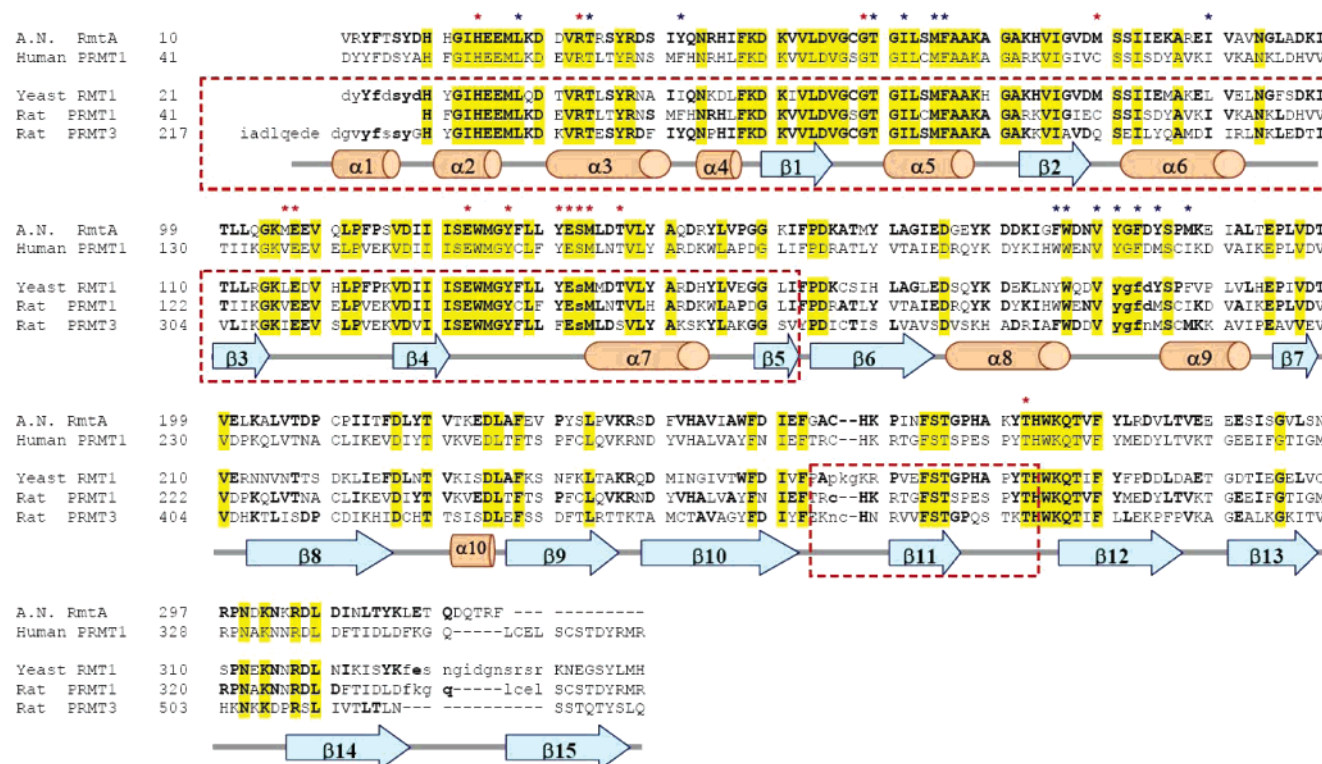 * * * * * * * * * * * *
A.N. RmtA 10 VRYFTSYDH HGIHEEMLKD DVRTRSYRDS IYQNRHIFKD KVVLDVGCGT GILSMFAAKA GAKHVIGVDM SSIIEKAREI VAVNGLADKI
Human PRMT1 41 DYYFDSYAH FGIHEEMLKD EVRTLTYRNS MFHNRHLFKD KVVLDVGSGT GILCMFAAKA GARKVIGIVC SSISDYAVKI VKANKLDHVV
Yeast RMT1 21 dyYfdsydH YGIHEEMLQD TVRTLSYRNA IIQNKDLFKD KIVLDVGCGT GILSMFAAKH GAKHVIGVDM SSIIEMAKEL VELNGFSDKI
Rat PRMT1 41 H FGIHEEMLKD EVRTLTYRNS MFHNRHLFKD KVVLDVGSGT GILCMFAAKA GARKVIGIVC SSISDYAVKI VKANKLDHVV
Rat PRMT3 217 iadlqede dgvyfssyGH YGIHEEMLKD KVRTESYRDF IYQNPHIFKD KVVLDVGCGT GILSMFAAKA GAKKVIAVDQ SEILYQAMDI IRLNKLEDTI
α1 α2 α3 α4 β1 α5 β2 α6
* * * * * * * * * * * * * * * *
A.N. RmtA 99 TLLQGKMEEV QLPFPSVDII ISEWMGYFLL YESMLDTVLY AQDRYLVPGG KIFPDKATMY LAGIEDGEYK DDKIGFWDNV YGFDYSPMKE IALTEPLVDT
Human PRMT1 130 TIIKGKVEEV ELPVEKVDII ISEWMGYCLF YESMLNTVLY ARDKWLAPDG LIFPDRATLY VTAIEDRQYK DYKIHWWENV YGFDMSCIKD VAIKEPLVDV
Yeast RMT1 110 TLLRGKLEDV HLPFPKVDII ISEWMGYFLL YEsMMDTVLY ARDHYLVEGG LIFPDKCSIH LAGLEDSQYK DEKLNYWQDV ygfdYSPFVP LVLHEPIVDT
Rat PRMT1 122 TIIKGKVEEV ELPVEKVDII ISEWMGYCLF YEsMLNTVLH ARDKWLAPDG LIFPDRATLY VTAIEDRQYK DYKIHWWENV ygfdMSCIKD VAIKEPLVDV
Rat PRMT3 304 VLIKGKIEEV SLPVEKVDVI ISEWMGYFLL FEsMLDSVLY AKSKYLAKGG SVYPDICTIS LVAVSDVSKH ADRIAFWDDV ygfnMSCMKK AVIPEAVVEV
β3 β4 α7 β5 β6 α8 α9 β7
*
A.N. RmtA 199 VELKALVTDP CPIITFDLYT VTKEDLAFEV PYSLPVKRSD FVHAVIAWFD IEFGAC--HK PINFSTGPHA KYTHWKQTVF YLRDVLTVEE EESISGVLSN
Human PRMT1 230 VDPKQLVTNA CLIKEVDIYT VKVEDLTFTS PFCLQVKRND YVHALVAYFN IEFTRC--HK RTGFSTSPES PYTHWKQTVF YMEDYLTVKT GEEIFGTIGM
Yeast RMT1 210 VERNNVNTTS DKLIEFDLNT VKISDLAFKS NFKLTAKRQD MINGIVTWFD IVFPApkgKR PVEFSTGPHA PYTHWKQTIF YFPDDLDAET GDTIEGELVC
Rat PRMT1 222 VDPKQLVTNA CLIKEVDIYT VKVEDLTFTS PFCLQVKRND YVHALVAYFN IEFTRc--HK RTGFSTSPES PYTHWKQTVF YMEDYLTVKT GEEIFGTIGM
Rat PRMT3 404 VDHKTLISDP CDIKHIDCHT TSISDLEFSS DFTLRTTKTA MCTAVAGYFD IYFEKnc-HN RVVFSTGPQS TKTHWKQTIF LLEKPFPVKA GEALKGKITV
β8 α10 β9 β10 β11 β12 β13
A.N. RmtA 297 RPNDKNKRDL DINLTYKLET QDQTRF ----------
Human PRMT1 328 RPNAKNNRDL DFTIDLDFKG Q-----LCEL SCSTDYRMR
Yeast RMT1 310 SPNEKNNRDL NIKISYKfes ngidgnsrsr KNEGSYLMH
Rat PRMT1 320 RPNAKNNRDL DFTIDLDfkg q-----lcel SCSTDYRMR
Rat PRMT3 503 HKNKKDPRSL IVTLTLN--- ---------- SSTQTYSLQ
β14 β15